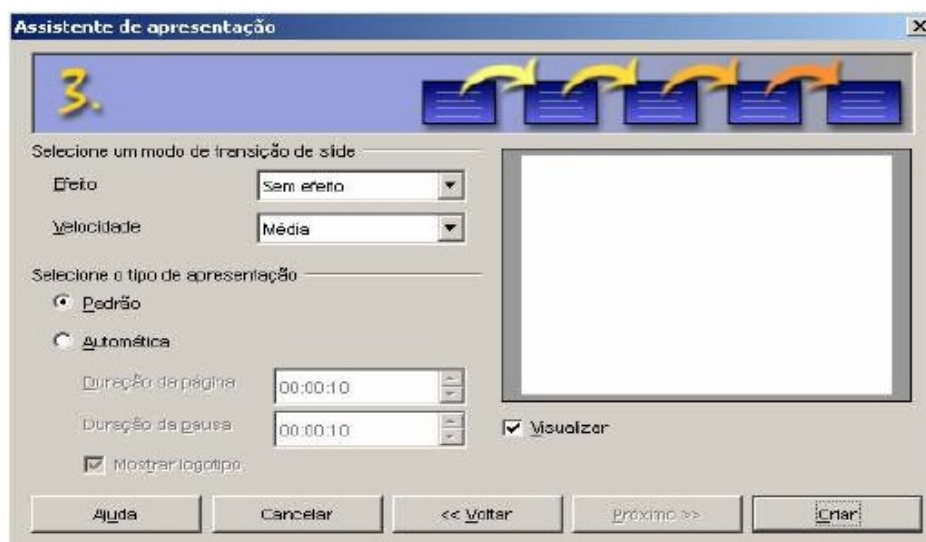 Assistente de apresentação
3.
Selecione um modo de transição de slide
Efeito
Sem efeito
Velocidade
Média
Selecione o tipo de apresentação
Padrão
Automática
Duração da página
00:00:10
Duração da pausa
00:00:10
Visualizar
Mostrar logotipo
Ajuda
Cancelar
<< Voltar
Próximo >>
Criar